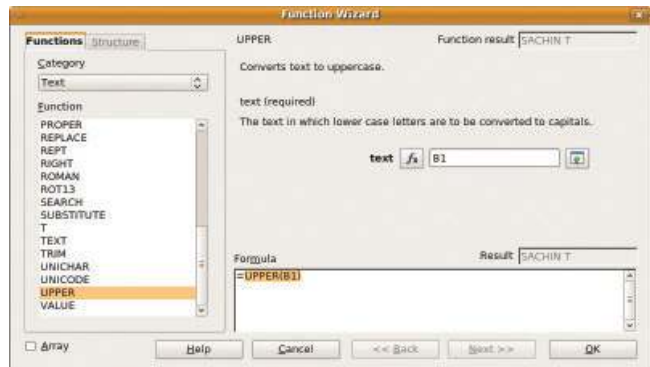 Function Wizard
Functions Structure
Category
Text
Function
PROPER
REPLACE
REPT
RIGHT
ROMAN
ROT13
SEARCH
SUBSTITUTE
T
TEXT
TRIM
UNICHAR
UNICODE
UPPER
VALUE
UPPER Function result SACHIN T
Converts text to uppercase.
text (required)
The text in which lower case letters are to be converted to capitals.
text fx B1
Formula Result SACHIN T
=UPPER(B1)
Array Help Cancel << Back Next >> OK